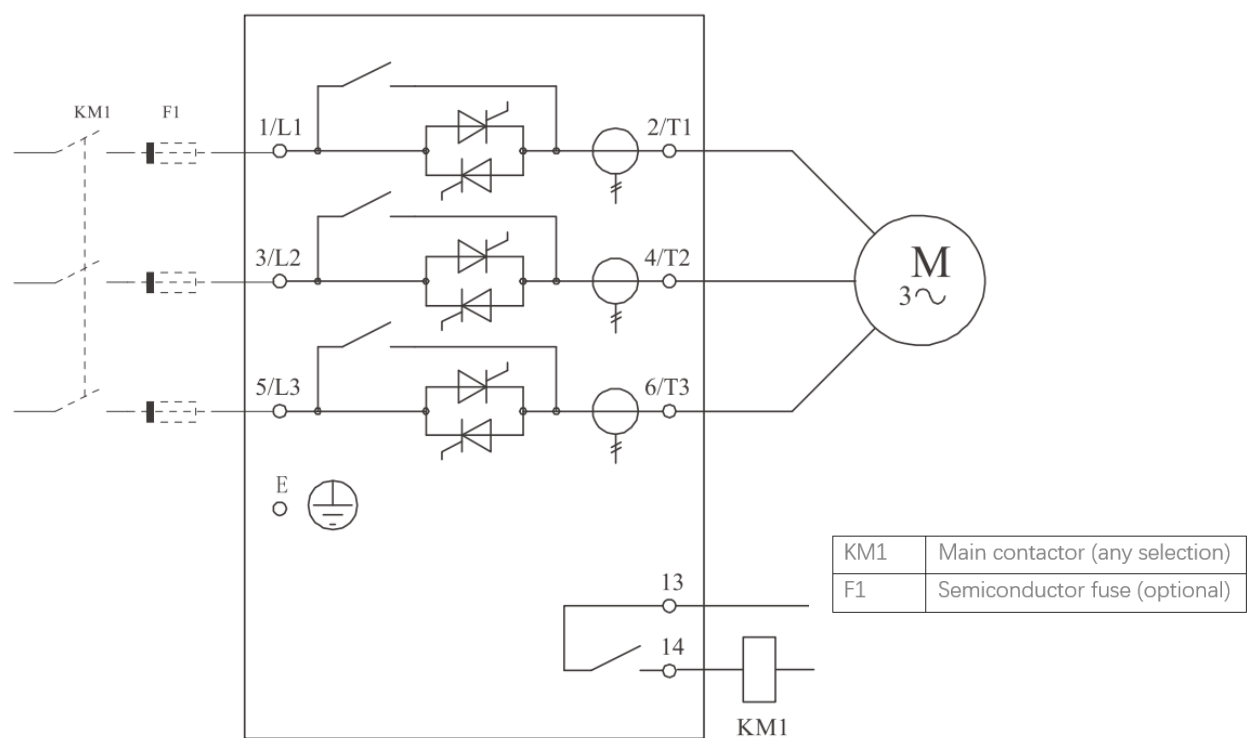 KM1
F1
1/L1
2/T1
3/L2
4/T2
M
3~
5/L3
6/T3
E
13
14
KM1
KM1 Main contactor (any selection)
F1 Semiconductor fuse (optional)